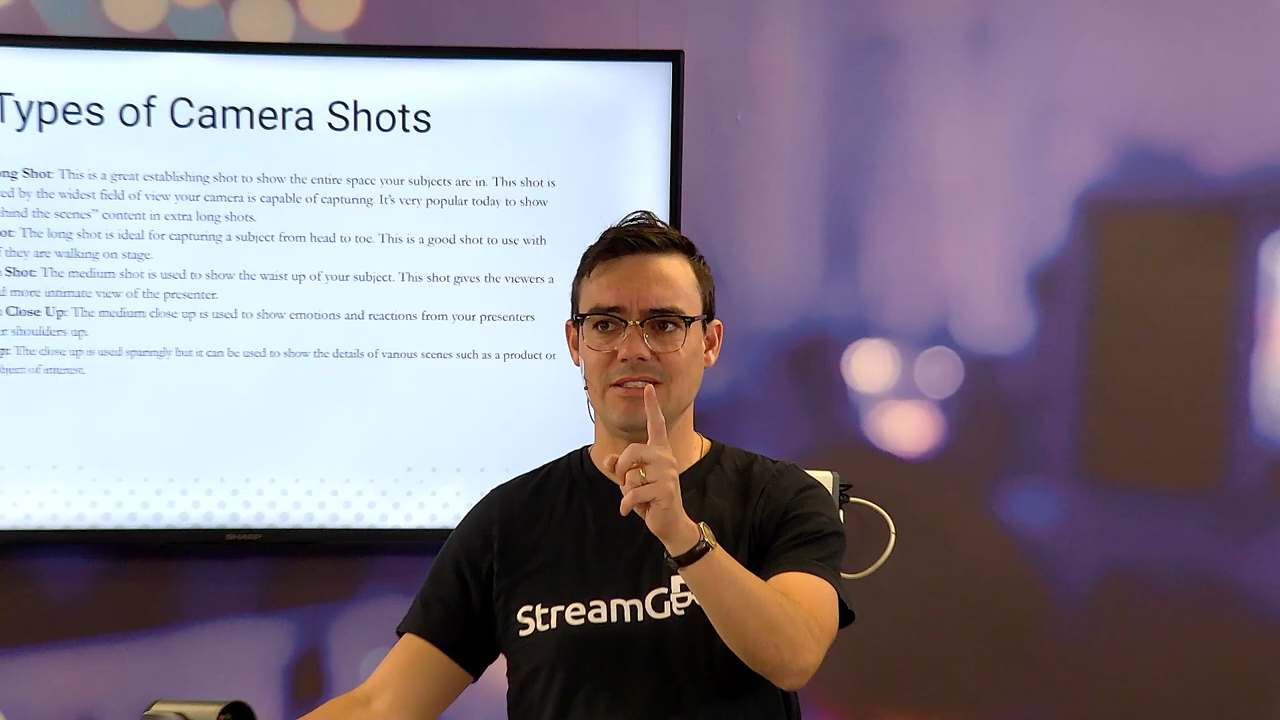 Types of Camera Shots
ong Shot: This is a great establishing shot to show the entire space your subjects are in. This shot is
ed by the widest field of view your camera is capable of capturing. It's very popular today to show
hind the scenes" content in extra long shots.
ot: The long shot is ideal for capturing a subject from head to toe. This is a good shot to use with
f they are walking on stage.
Shot: The medium shot is used to show the waist up of your subject. This shot gives the viewers a
d more intimate view of the presenter.
Close Up: The medium close up is used to show emotions and reactions from your presenters
r shoulders up.
The close up is used sparingly but it can be used to show the details of various scenes such as a product or
bject of interest.
SHARP
StreamGe